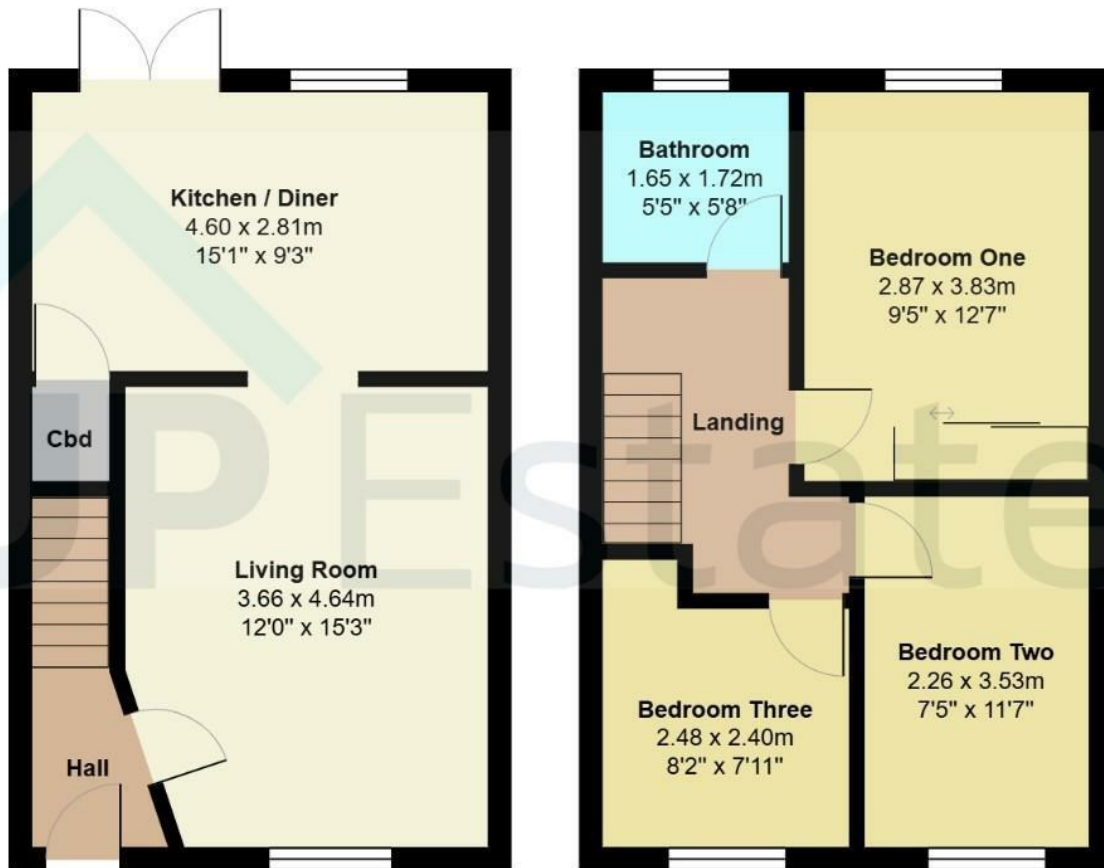 Kitchen / Diner
4.60 x 2.81m
15'1" x 9'3"
Cbd
Living Room
3.66 x 4.64m
12'0" x 15'3"
Hall
Bathroom
1.65 x 1.72m
5'5" x 5'8"
Bedroom One
2.87 x 3.83m
9'5" x 12'7"
Landing
Bedroom Two
2.26 x 3.53m
7'5" x 11'7"
Bedroom Three
2.48 x 2.40m
8'2" x 7'11"
UPEstate